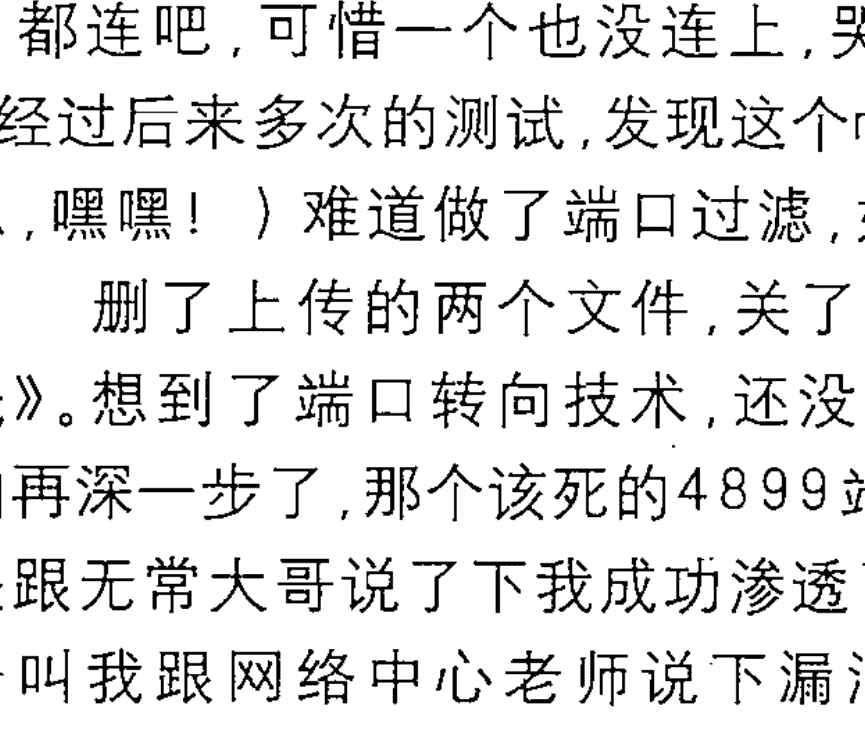 都连吧,可惜一个也没连上,哭
经过后来多次的测试,发现这个
,嘿嘿!)难道做了端口过滤,
删了上传的两个文件,关了
》。想到了端口转向技术,还没
再深一步了,那个该死的4899端
跟无常大哥说了下我成功渗透
叫我跟网络中心老师说下漏